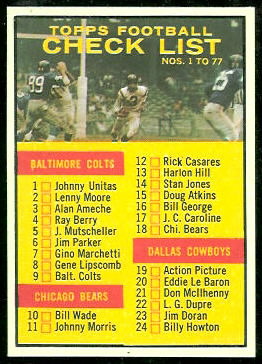 TOPPS FOOTBALL
CHECK LIST
NOS. 1 TO 77
89
25
BALTIMORE COLTS
1 Johnny Unitas
2 Lenny Moore
3 Alan Ameche
4 Ray Berry
5 J. Mutscheller
6 Jim Parker
7 Gino Marchetti
8 Gene Lipscomb
9 Balt. Colts
CHICAGO BEARS
10 Bill Wade
11 Johnny Morris
12 Rick Casares
13 Harlon Hill
14 Stan Jones
15 Doug Atkins
16 Bill George
17 J. C. Caroline
18 Chi. Bears
DALLAS COWBOYS
19 Action Picture
20 Eddie Le Baron
21 Don McIlhenny
22 L.G. Dupre
23 Jim Doran
24 Billy Howton